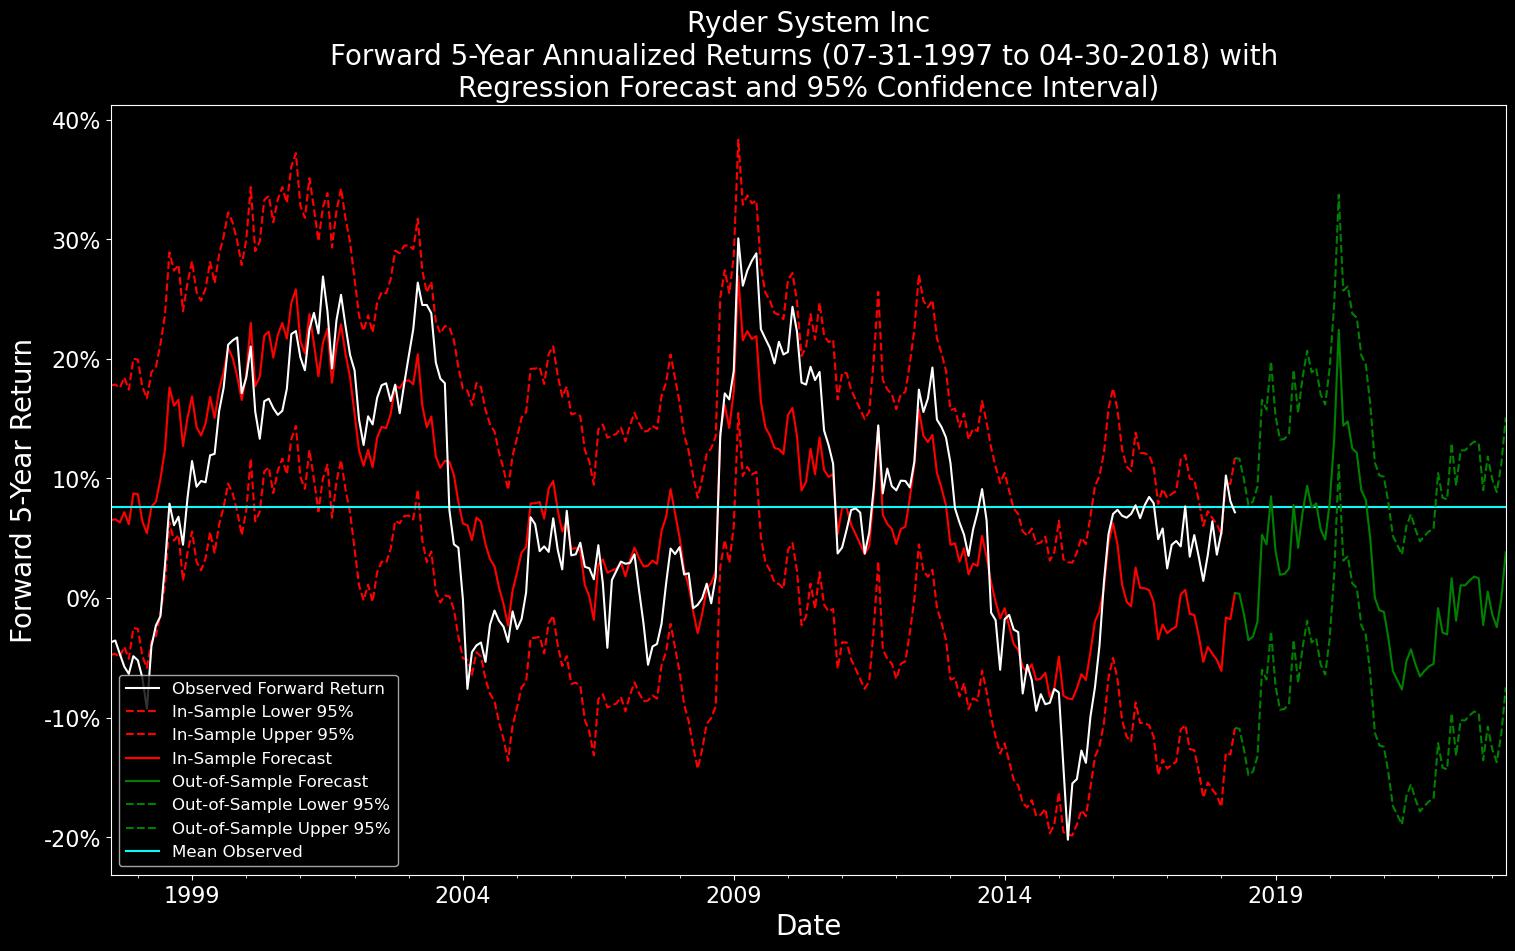 Ryder System Inc
Forward 5-Year Annualized Returns (07-31-1997 to 04-30-2018) with
Regression Forecast and 95% Confidence Interval)
Forward 5-Year Return
40%
30%
20%
10%
0%
-10%
-20%
Observed Forward Return
In-Sample Lower 95%
In-Sample Upper 95%
In-Sample Forecast
Out-of-Sample Forecast
Out-of-Sample Lower 95%
Out-of-Sample Upper 95%
Mean Observed
1999 2004 2009 2014 2019
Date